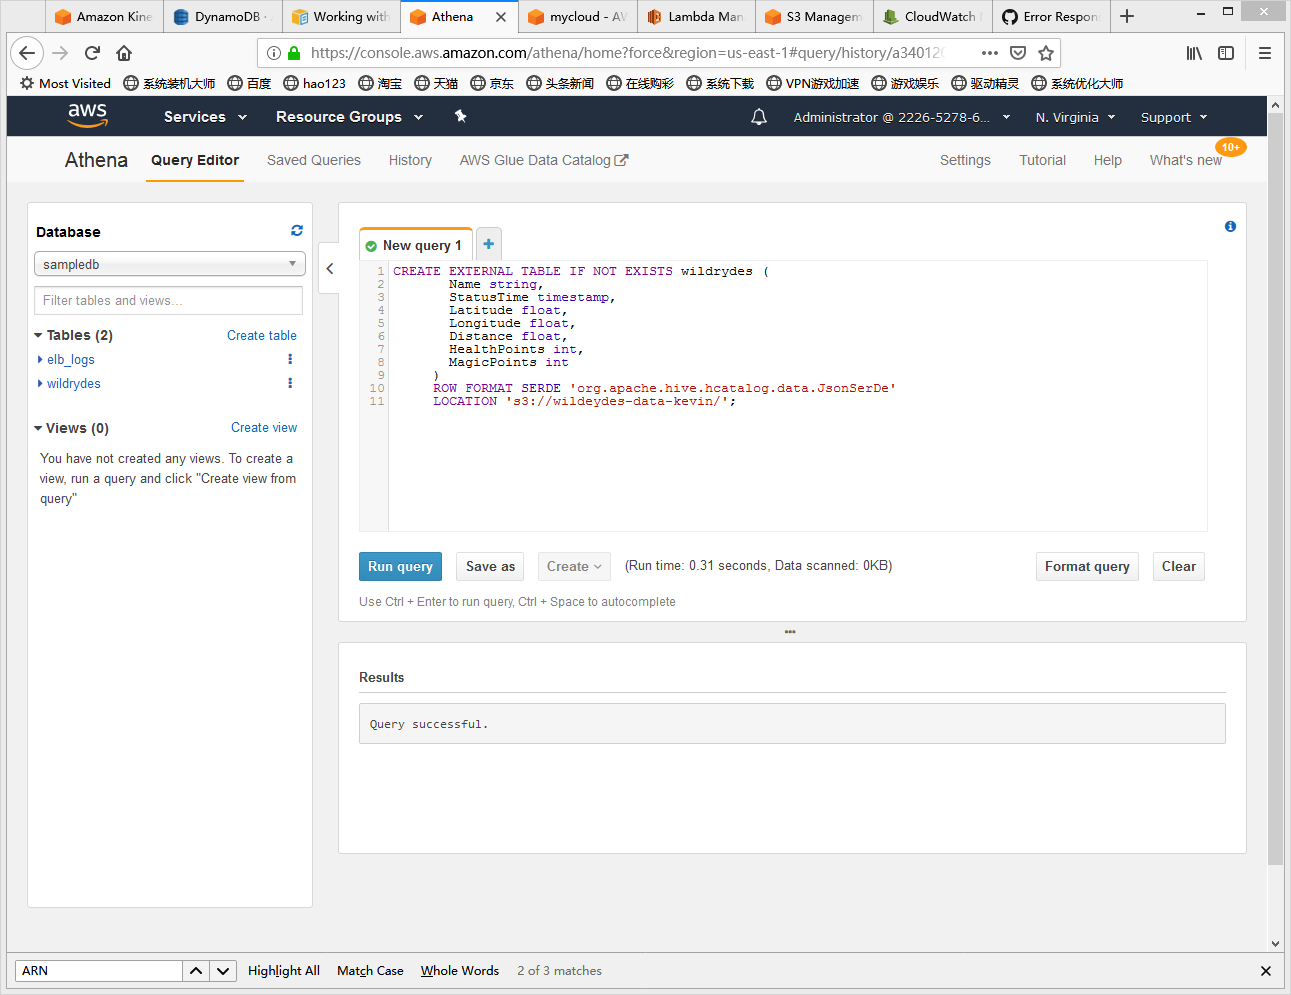 Amazon Kine
DynamoDB ·
Working with
Athena
mycloud - AW
Lambda Man
S3 Managem
CloudWatch
Error Respon
https://console.aws.amazon.com/athena/home?force&region=us-east-1#query/history/a34012
Most Visited
系统装机大师
百度
hao123
淘宝
天猫
京东
头条新闻
在线购彩
系统下载
VPN游戏加速
游戏娱乐
驱动精灵
系统优化大师
aws
Services
Resource Groups
Administrator @ 2226-5278-6...
N. Virginia
Support
Athena
Query Editor
Saved Queries
History
AWS Glue Data Catalog
Settings
Tutorial
Help
What's new
10+
Database
sampledb
Filter tables and views...
Tables (2)
Create table
elb_logs
wildrydes
Views (0)
Create view
You have not created any views. To create a
view, run a query and click "Create view from
query"
New query 1
1 CREATE EXTERNAL TABLE IF NOT EXISTS wildrydes (
2 Name string,
3 StatusTime timestamp,
4 Latitude float,
5 Longitude float,
6 Distance float,
7 HealthPoints int,
8 MagicPoints int
9 )
10 ROW FORMAT SERDE 'org.apache.hive.hcatalog.data.JsonSerDe'
11 LOCATION 's3://wildeydes-data-kevin/';
Run query
Save as
Create
(Run time: 0.31 seconds, Data scanned: 0KB)
Format query
Clear
Use Ctrl + Enter to run query, Ctrl + Space to autocomplete
Results
Query successful.
ARN
Highlight All
Match Case
Whole Words
2 of 3 matches